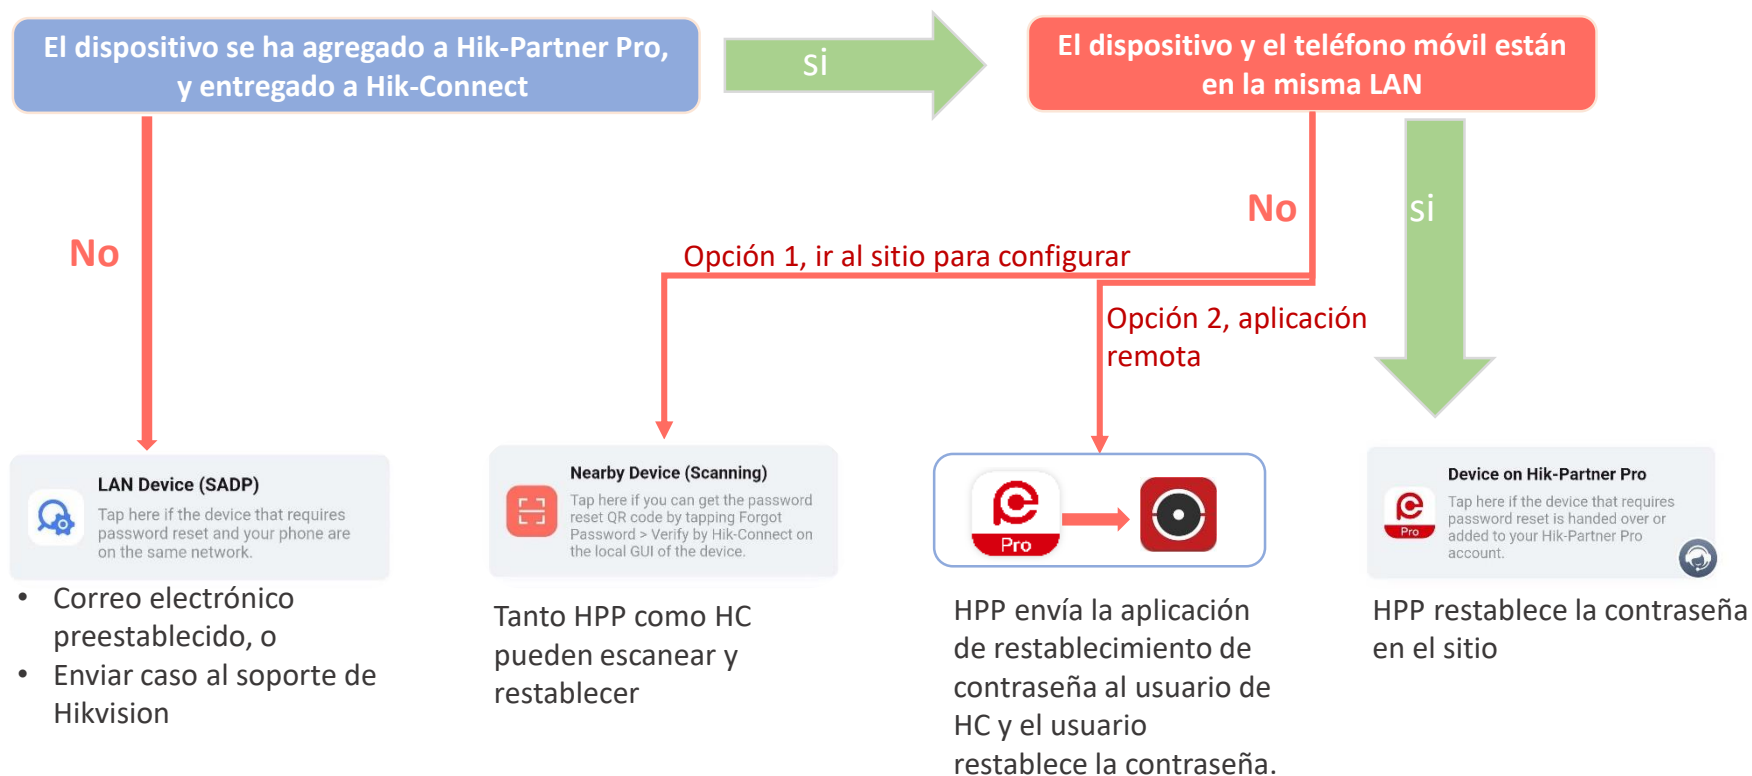 El dispositivo se ha agregado a Hik-Partner Pro,
y entregado a Hik-Connect
si
El dispositivo y el teléfono móvil están
en la misma LAN
No
No
si
Opción 1, ir al sitio para configurar
Opción 2, aplicación
remota
LAN Device (SADP)
Tap here if the device that requires
password reset and your phone are
on the same network.
• Correo electrónico
preestablecido, o
• Enviar caso al soporte de
Hikvision
Nearby Device (Scanning)
Tap here if you can get the password
reset QR code by tapping Forgot
Password > Verify by Hik-Connect on
the local GUI of the device.
Tanto HPP como HC
pueden escanear y
restablecer
Pro
HPP envía la aplicación
de restablecimiento de
contraseña al usuario de
HC y el usuario
restablece la contraseña.
Pro
Device on Hik-Partner Pro
Tap here if the device that requires
password reset is handed over or
added to your Hik-Partner Pro
account.
HPP restablece la contraseña
en el sitio